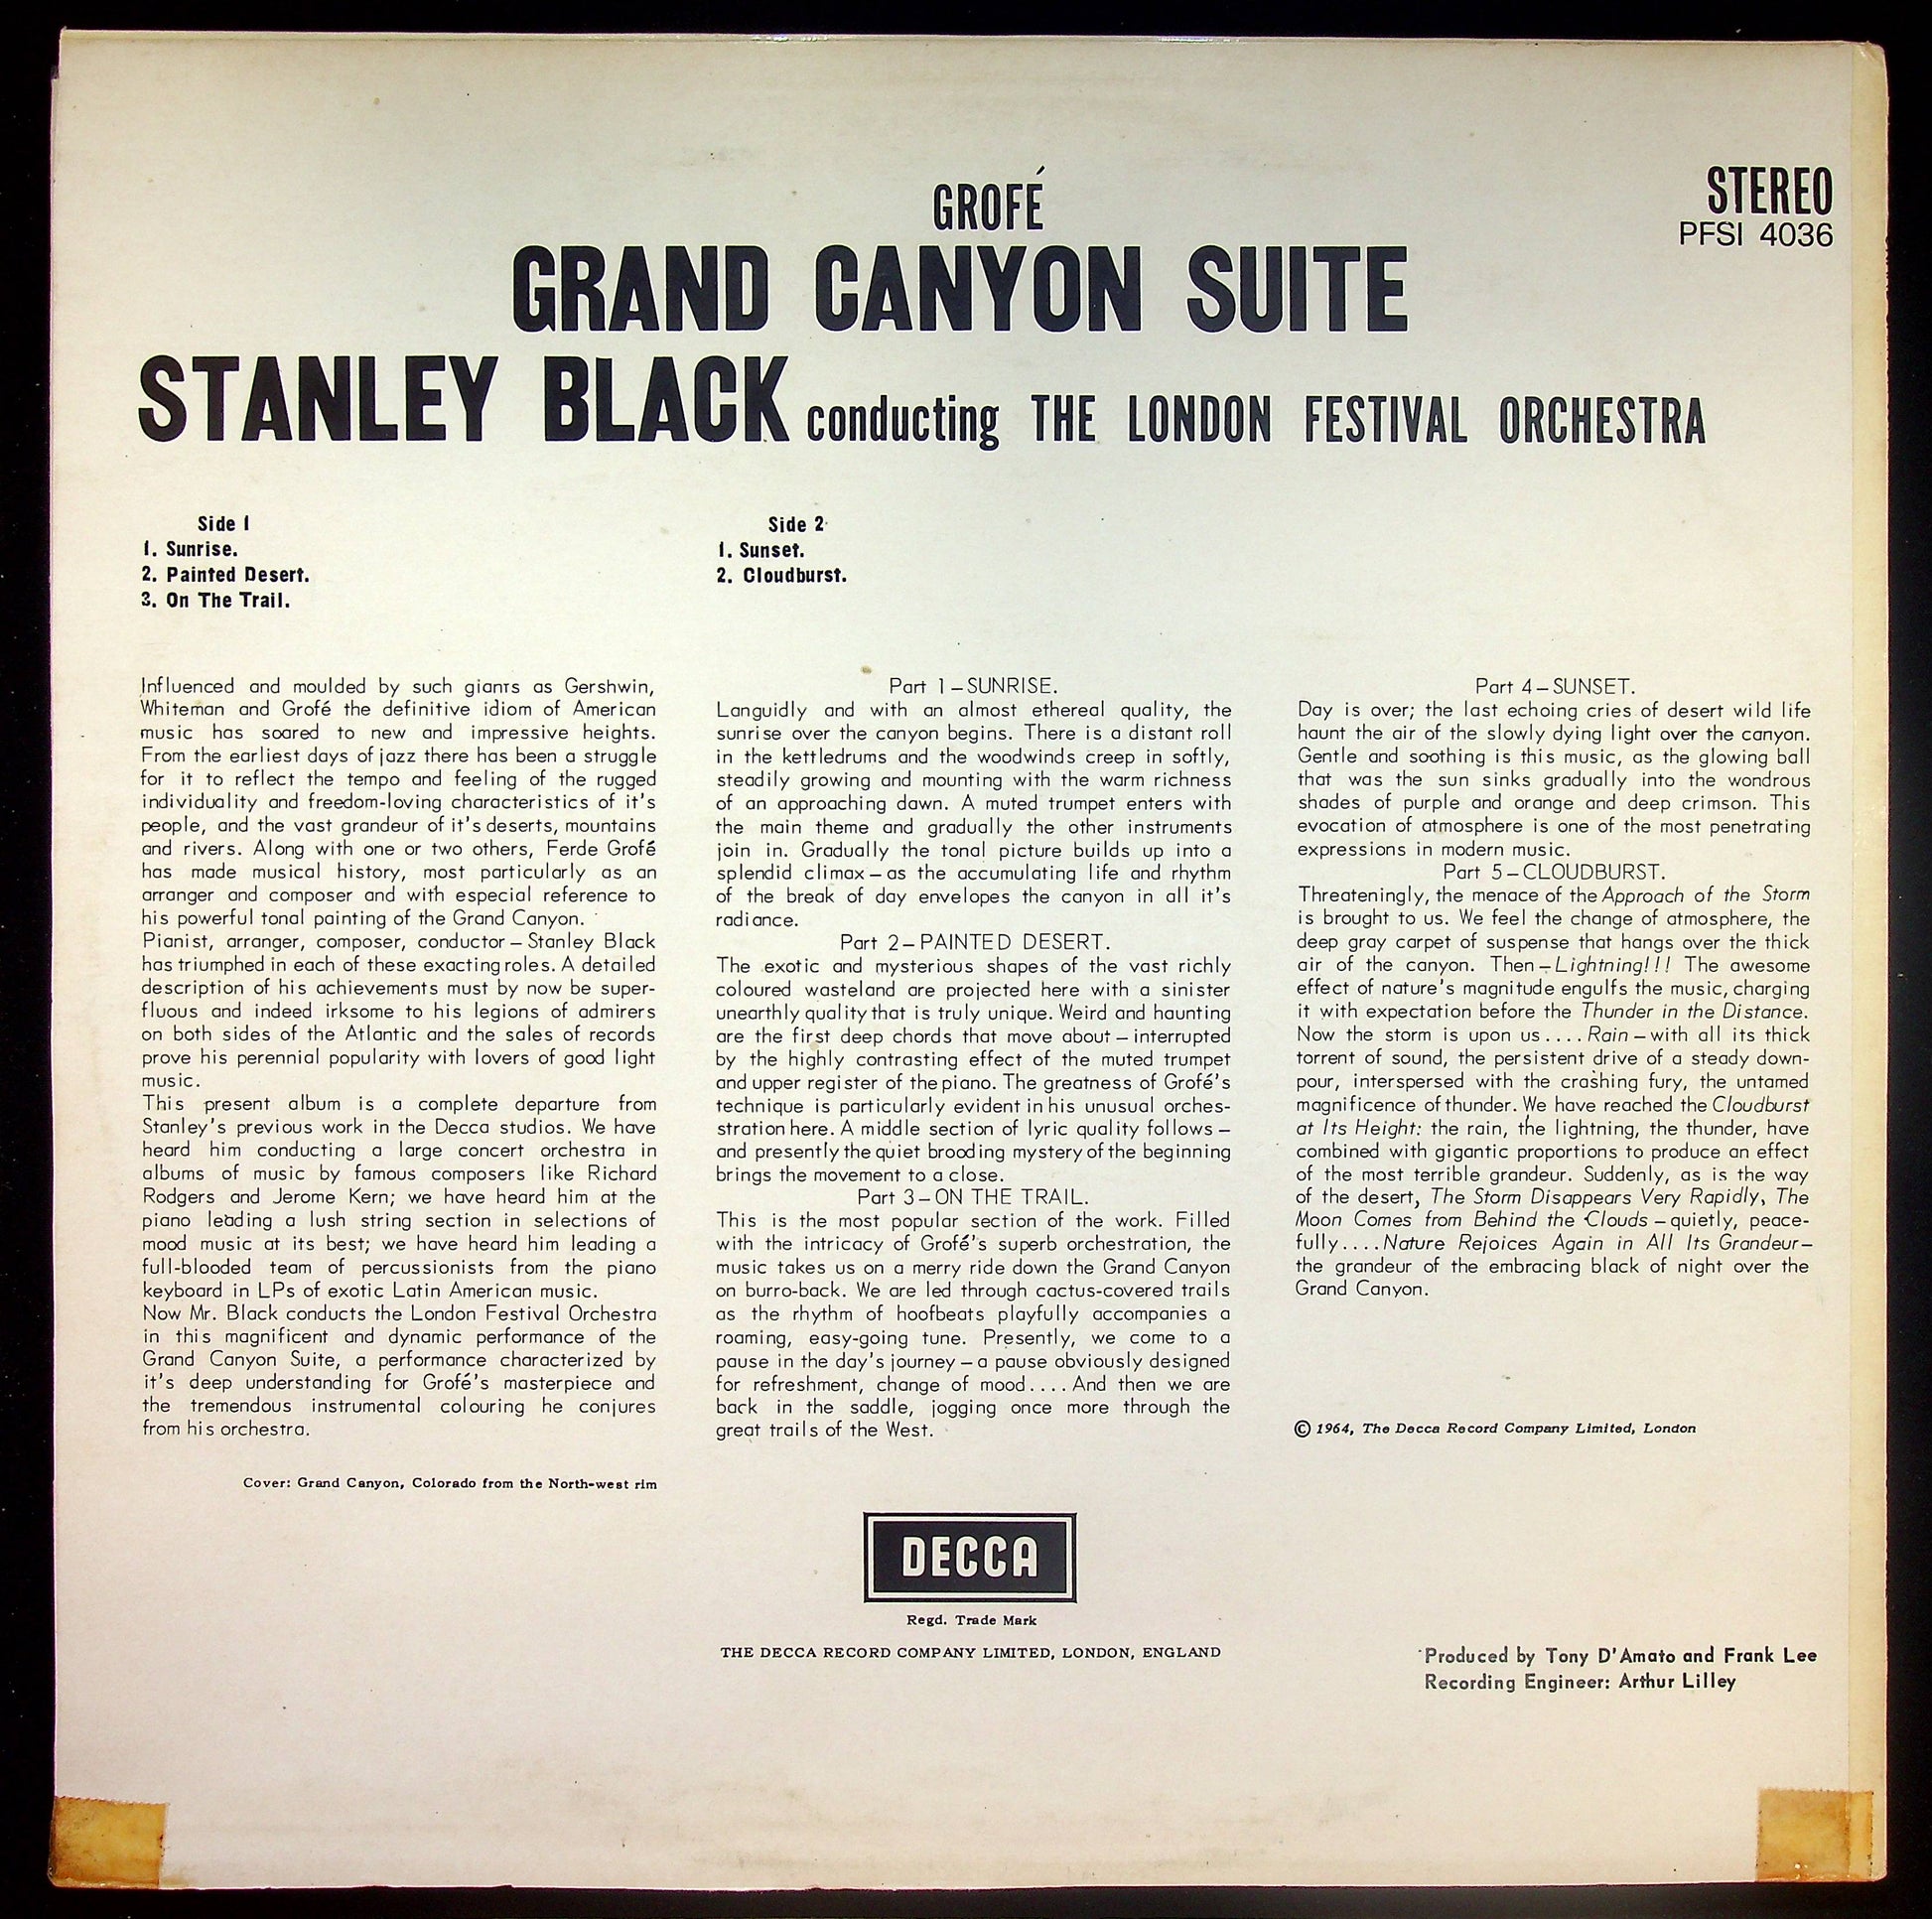 GROFÉ
STEREO
PFSI 4036
GRAND CANYON SUITE
STANLEY BLACK conducting THE LONDON FESTIVAL ORCHESTRA
Side 1
1. Sunrise.
2. Painted Desert.
3. On The Trail.
Side 2
1. Sunset.
2. Cloudburst.
Influenced and moulded by such giants as Gershwin,
Whiteman and Grofé the definitive idiom of American
music has soared to new and impressive heights.
From the earliest days of jazz there has been a struggle
for it to reflect the tempo and feeling of the rugged
individuality and freedom-loving characteristics of it's
people, and the vast grandeur of it's deserts, mountains
and rivers. Along with one or two others, Ferde Grofé
has made musical history, most particularly as an
arranger and composer and with especial reference to
his powerful tonal painting of the Grand Canyon.
Pianist, arranger, composer, conductor – Stanley Black
has triumphed in each of these exacting roles. A detailed
description of his achievements must by now be super-
fluous and indeed irksome to his legions of admirers
on both sides of the Atlantic and the sales of records
prove his perennial popularity with lovers of good light
music.
This present album is a complete departure from
Stanley's previous work in the Decca studios. We have
heard him conducting a large concert orchestra in
albums of music by famous composers like Richard
Rodgers and Jerome Kern; we have heard him at the
piano leading a lush string section in selections of
mood music at its best; we have heard him leading a
full-blooded team of percussionists from the piano
keyboard in LPs of exotic Latin American music.
Now Mr. Black conducts the London Festival Orchestra
in this magnificent and dynamic performance of the
Grand Canyon Suite, a performance characterized by
it's deep understanding for Grofé's masterpiece and
the tremendous instrumental colouring he conjures
from his orchestra.
Cover: Grand Canyon, Colorado from the North-west rim
Part 1 – SUNRISE.
Languidly and with an almost ethereal quality, the
sunrise over the canyon begins. There is a distant roll
in the kettledrums and the woodwinds creep in softly,
steadily growing and mounting with the warm richness
of an approaching dawn. A muted trumpet enters with
the main theme and gradually the other instruments
join in. Gradually the tonal picture builds up into a
splendid climax – as the accumulating life and rhythm
of the break of day envelopes the canyon in all it's
radiance.
Part 2 – PAINTED DESERT.
The exotic and mysterious shapes of the vast richly
coloured wasteland are projected here with a sinister
unearthly quality that is truly unique. Weird and haunting
are the first deep chords that move about – interrupted
by the highly contrasting effect of the muted trumpet
and upper register of the piano. The greatness of Grofé's
technique is particularly evident in his unusual orches-
stration here. A middle section of lyric quality follows –
and presently the quiet brooding mystery of the beginning
brings the movement to a close.
Part 3 – ON THE TRAIL.
This is the most popular section of the work. Filled
with the intricacy of Grofé's superb orchestration, the
music takes us on a merry ride down the Grand Canyon
on burro-back. We are led through cactus-covered trails
as the rhythm of hoofbeats playfully accompanies a
roaming, easy-going tune. Presently, we come to a
pause in the day's journey – a pause obviously designed
for refreshment, change of mood.... And then we are
back in the saddle, jogging once more through the
great trails of the West.
Part 4 – SUNSET.
Day is over; the last echoing cries of desert wild life
haunt the air of the slowly dying light over the canyon.
Gentle and soothing is this music, as the glowing ball
that was the sun sinks gradually into the wondrous
shades of purple and orange and deep crimson. This
evocation of atmosphere is one of the most penetrating
expressions in modern music.
Part 5 – CLOUDBURST.
Threateningly, the menace of the Approach of the Storm
is brought to us. We feel the change of atmosphere, the
deep gray carpet of suspense that hangs over the thick
air of the canyon. Then – Lightning!!! The awesome
effect of nature's magnitude engulfs the music, charging
it with expectation before the Thunder in the Distance.
Now the storm is upon us.... Rain – with all its thick
torrent of sound, the persistent drive of a steady down-
pour, interspersed with the crashing fury, the untamed
magnificence of thunder. We have reached the Cloudburst
at Its Height: the rain, the lightning, the thunder, have
combined with gigantic proportions to produce an effect
of the most terrible grandeur. Suddenly, as is the way
of the desert, The Storm Disappears Very Rapidly, The
Moon Comes from Behind the Clouds – quietly, peace-
fully.... Nature Rejoices Again in All Its Grandeur –
the grandeur of the embracing black of night over the
Grand Canyon.
© 1964, The Decca Record Company Limited, London
DECCA
Regd. Trade Mark
THE DECCA RECORD COMPANY LIMITED, LONDON, ENGLAND
Produced by Tony D'Amato and Frank Lee
Recording Engineer: Arthur Lilley